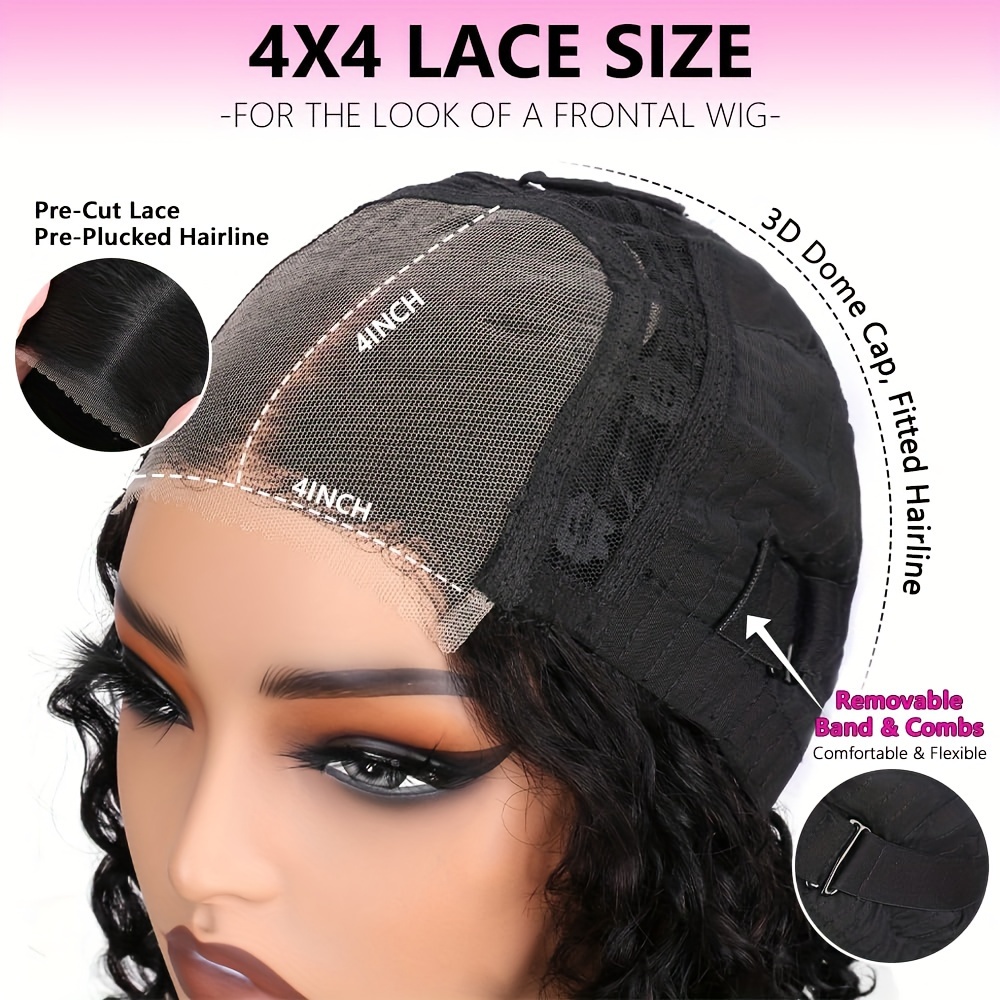 4X4 LACE SIZE
-FOR THE LOOK OF A FRONTAL WIG-
Pre-Cut Lace
Pre-Plucked Hairline
3D Dome Cap, Fitted Hairline
4INCH
4INCH
Removable
Band & Combs
Comfortable & Flexible